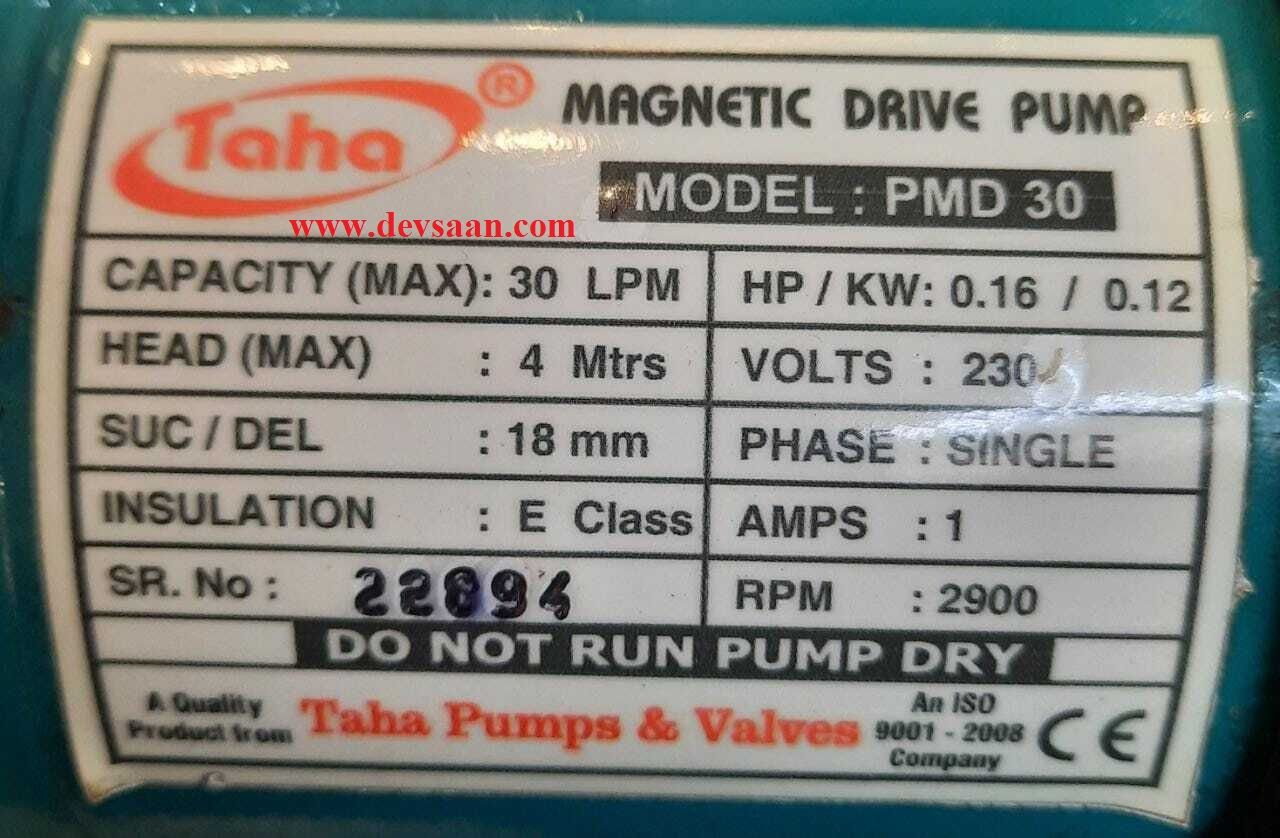 Taha ®
MAGNETIC DRIVE PUMP
MODEL : PMD 30
www.devsaan.com
CAPACITY (MAX): 30 LPM
HP / KW: 0.16 / 0.12
HEAD (MAX) : 4 Mtrs
VOLTS : 230
SUC / DEL : 18 mm
PHASE : SINGLE
INSULATION : E Class
AMPS : 1
SR. No :
RPM : 2900
DO NOT RUN PUMP DRY
A Quality
Product from
Taha Pumps & Valves
An ISO
9001 - 2008
Company
CE